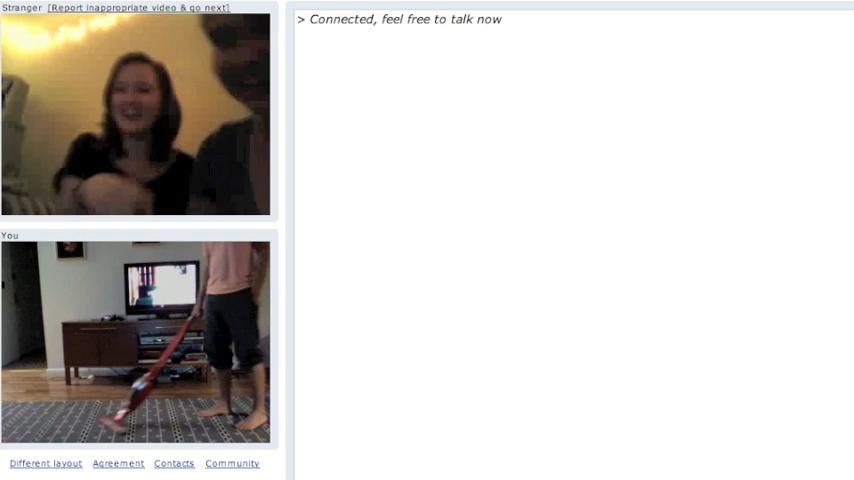 Stranger [Report inappropriate video & go next]
> Connected, feel free to talk now
You
Different layout Agreement Contacts Community